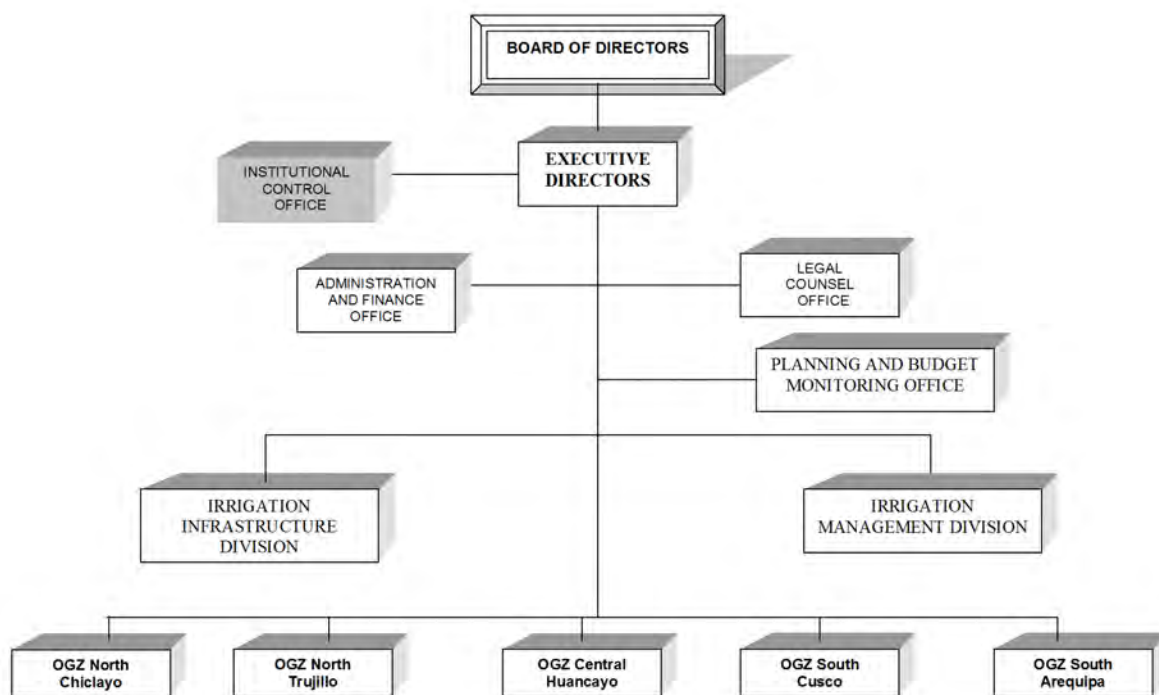 BOARD OF DIRECTORS
EXECUTIVE
DIRECTORS
INSTITUTIONAL
CONTROL
OFFICE
ADMINISTRATION
AND FINANCE
OFFICE
LEGAL
COUNSEL
OFFICE
PLANNING AND BUDGET
MONITORING OFFICE
IRRIGATION
INFRASTRUCTURE
DIVISION
IRRIGATION
MANAGEMENT DIVISION
OGZ North
Chiclayo
OGZ North
Trujillo
OGZ Central
Huancayo
OGZ South
Cusco
OGZ South
Arequipa